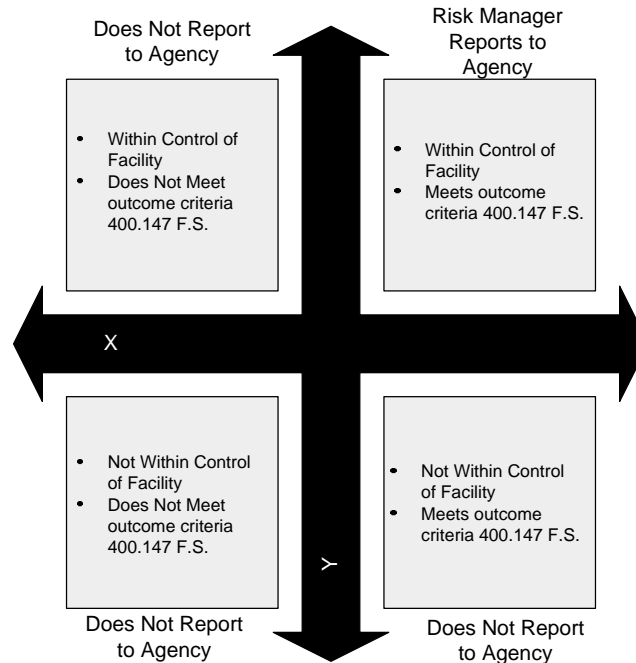 Does Not Report
to Agency
Risk Manager
Reports to
Agency
• Within Control of
Facility
• Does Not Meet
outcome criteria
400.147 F.S.
• Within Control of
Facility
• Meets outcome
criteria 400.147 F.S.
X
• Not Within Control
of Facility
• Does Not Meet
outcome criteria
400.147 F.S.
• Not Within Control
of Facility
• Meets outcome
criteria 400.147 F.S.
Y
Does Not Report
to Agency
Does Not Report
to Agency